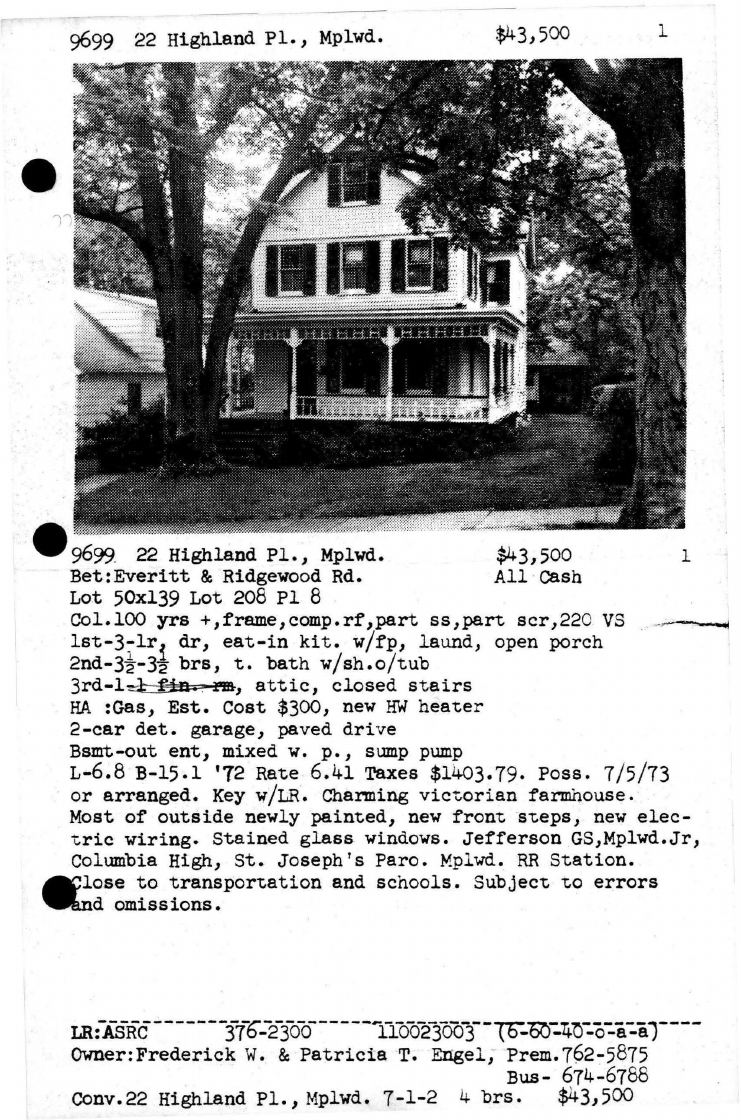 9699 22 Highland Pl., Mplwd. $43,500 1
9699 22 Highland Pl., Mplwd. $43,500 1
Bet:Everitt & Ridgewood Rd. All Cash
Lot 50x139 Lot 208 Pl 8
Col.100 yrs +,frame,comp.rf,part ss,part scr,220 VS
1st-3-lr, dr, eat-in kit. w/fp, laund, open porch
2nd-3½-3½ brs, t. bath w/sh.o/tub
3rd-1-1 fin. rm, attic, closed stairs
HA :Gas, Est. Cost $300, new HW heater
2-car det. garage, paved drive
Bsmt-out ent, mixed w. p., sump pump
L-6.8 B-15.1 '72 Rate 6.41 Taxes $1403.79. Poss. 7/5/73
or arranged. Key w/LR. Charming victorian farmhouse.
Most of outside newly painted, new front steps, new elec-
tric wiring. Stained glass windows. Jefferson GS,Mplwd.Jr,
Columbia High, St. Joseph's Paro. Mplwd. RR Station.
Close to transportation and schools. Subject to errors
and omissions.
LR:ASRC 376-2300 110023003 (6-60-40-o-a-a)
Owner:Frederick W. & Patricia T. Engel, Prem.762-5875
Bus- 674-6788
Conv.22 Highland Pl., Mplwd. 7-1-2 4 brs. $43,500